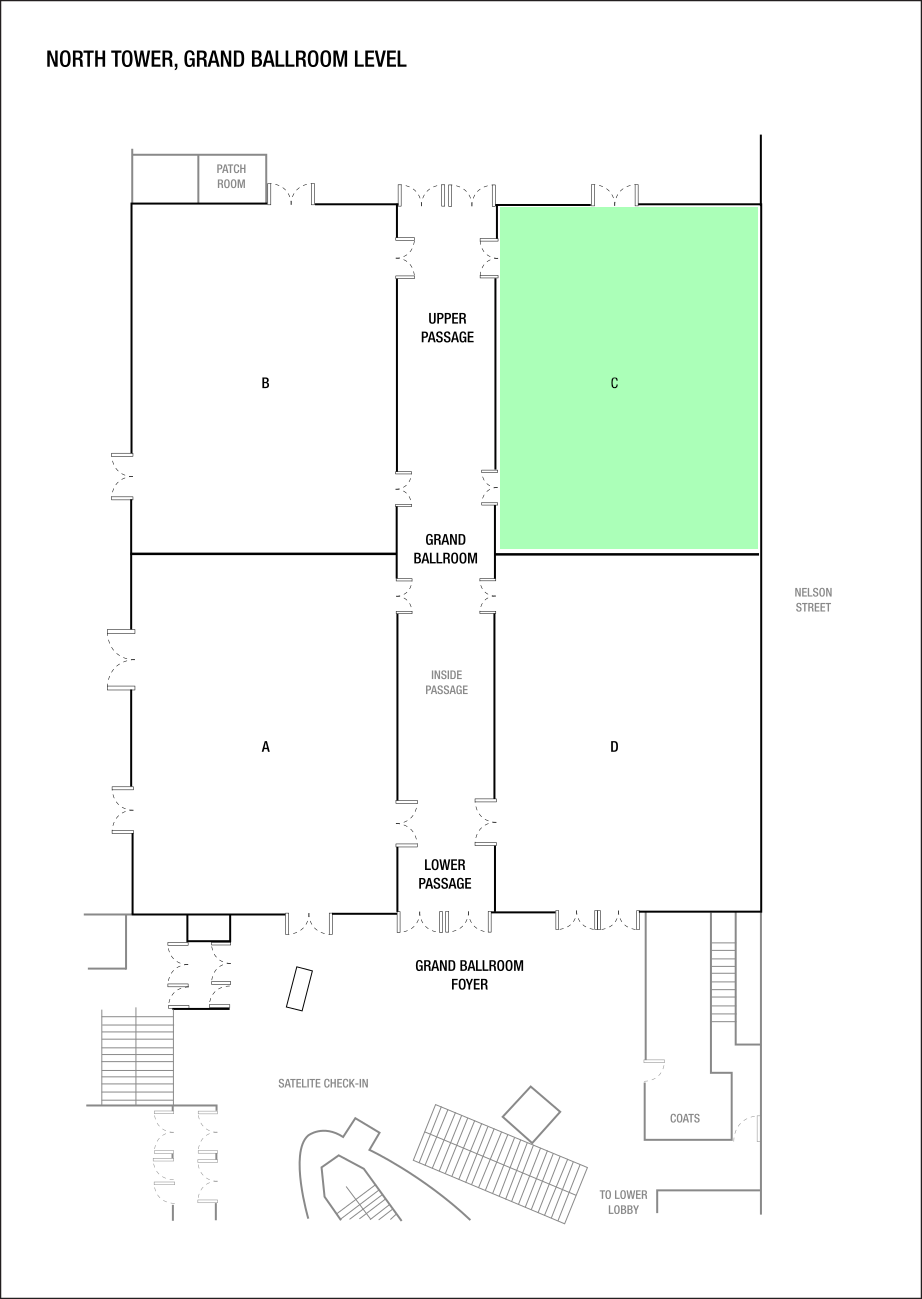 NORTH TOWER, GRAND BALLROOM LEVEL
PATCH
ROOM
UPPER
PASSAGE
B
C
GRAND
BALLROOM
NELSON
STREET
INSIDE
PASSAGE
A
D
LOWER
PASSAGE
GRAND BALLROOM
FOYER
SATELITE CHECK-IN
COATS
TO LOWER
LOBBY